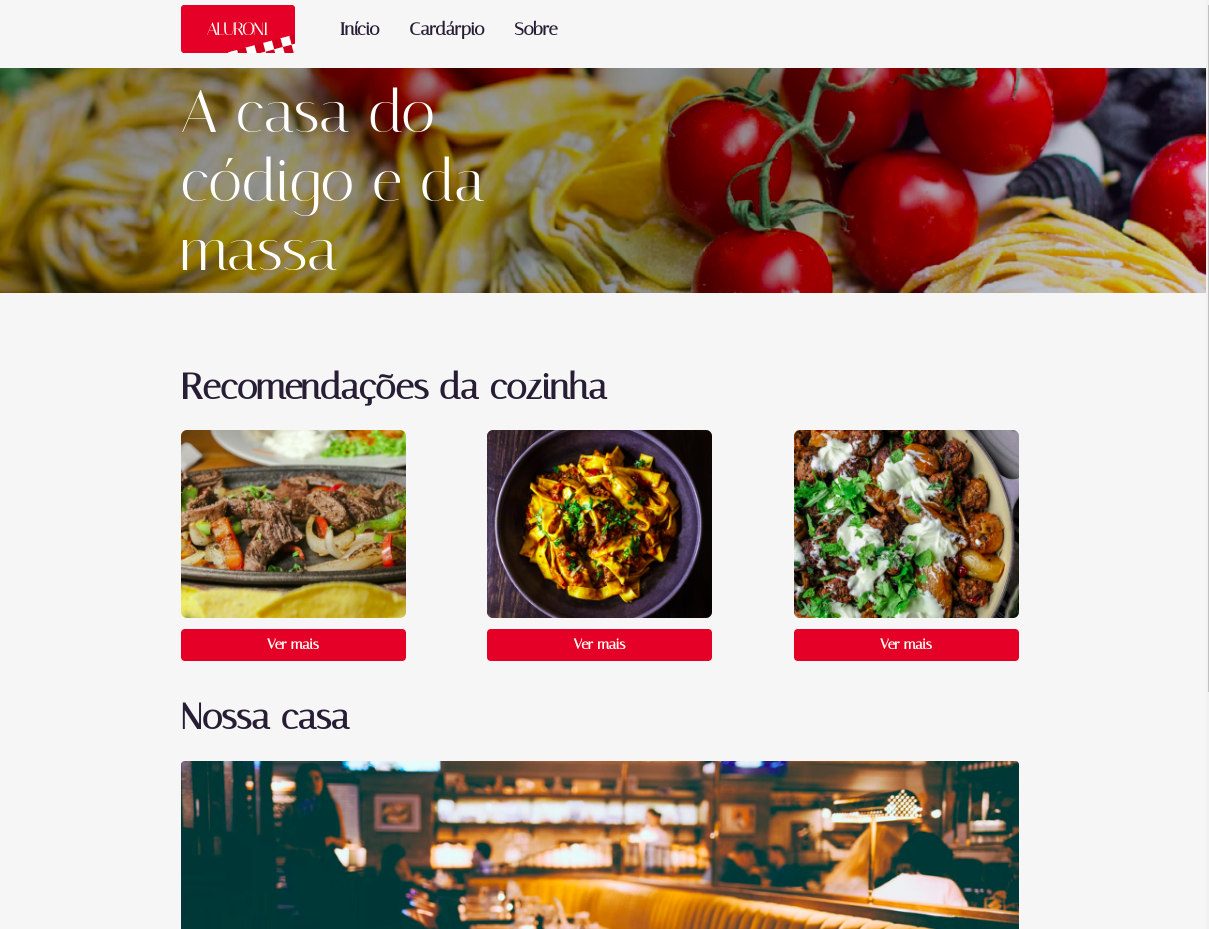 ALURONI
Início Cardárpio Sobre
A casa do
código e da
massa
Recomendações da cozinha
Ver mais Ver mais Ver mais
Nossa casa